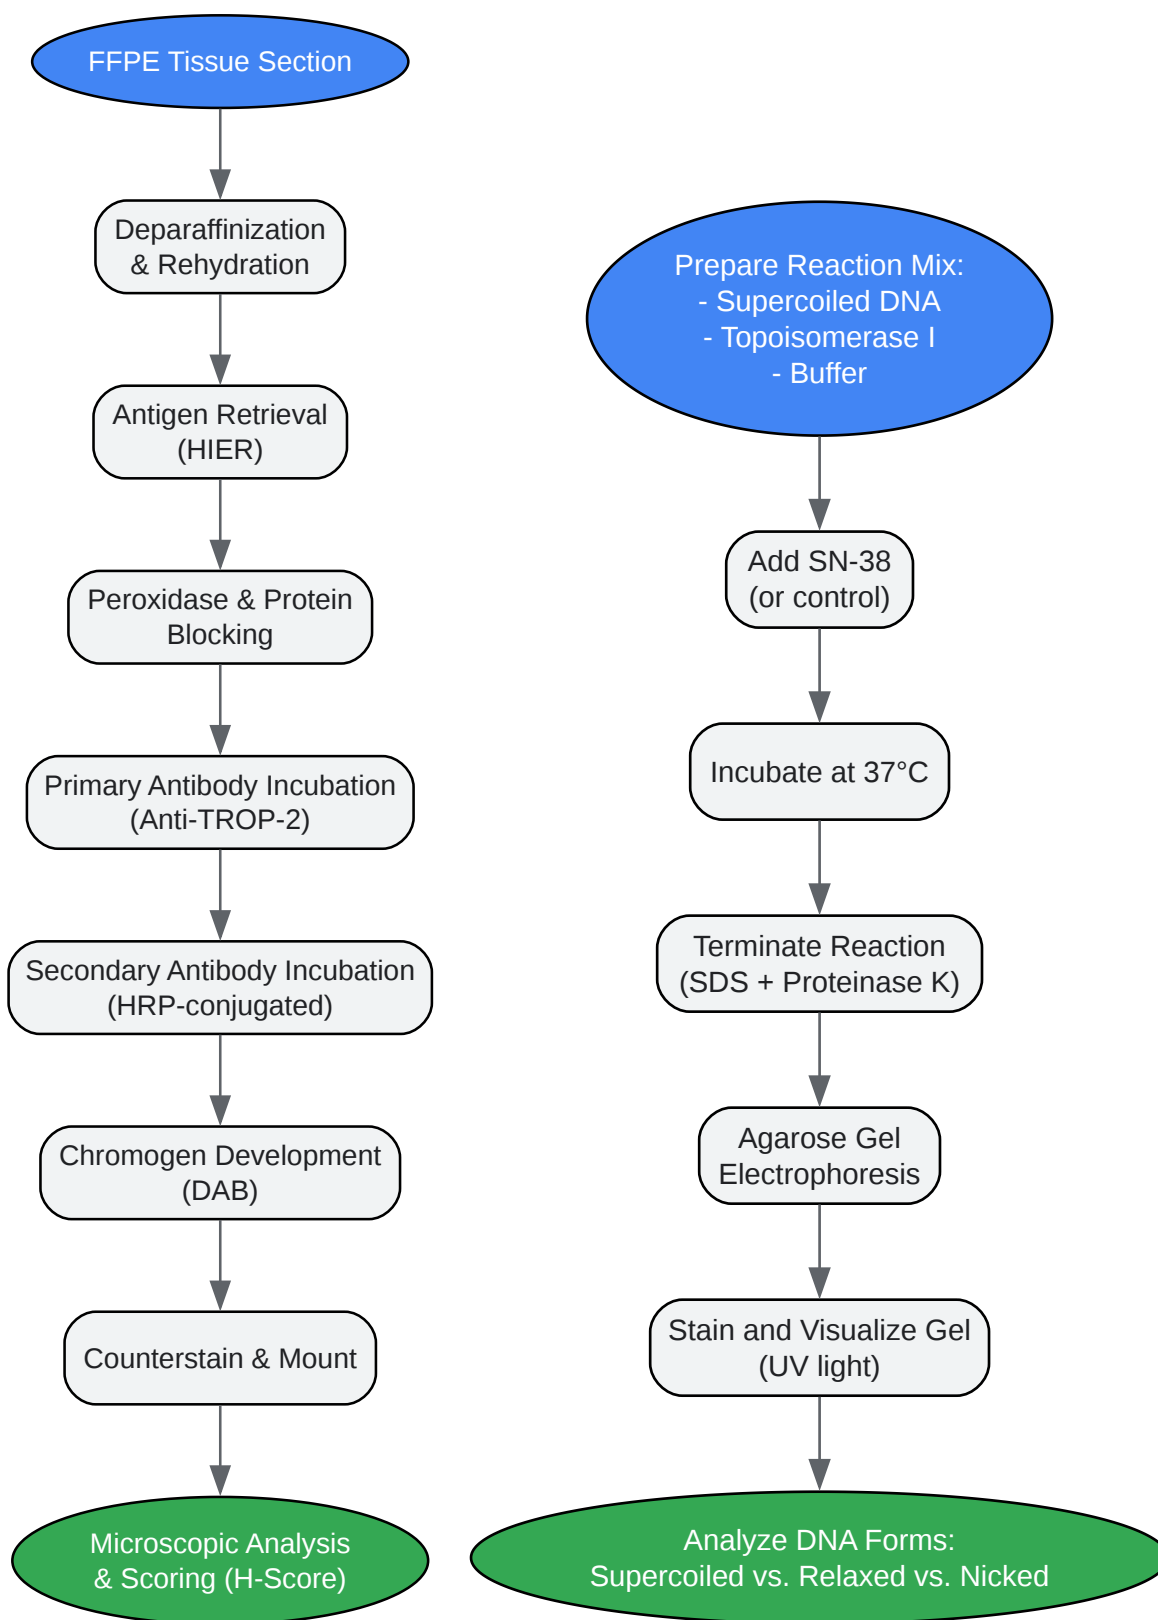 FFPE Tissue Section
Deparaffinization
& Rehydration
Antigen Retrieval
(HIER)
Peroxidase & Protein
Blocking
Primary Antibody Incubation
(Anti-TROP-2)
Secondary Antibody Incubation
(HRP-conjugated)
Chromogen Development
(DAB)
Counterstain & Mount
Microscopic Analysis
& Scoring (H-Score)
Prepare Reaction Mix:
- Supercoiled DNA
- Topoisomerase I
- Buffer
Add SN-38
(or control)
Incubate at 37°C
Terminate Reaction
(SDS + Proteinase K)
Agarose Gel
Electrophoresis
Stain and Visualize Gel
(UV light)
Analyze DNA Forms:
Supercoiled vs. Relaxed vs. Nicked